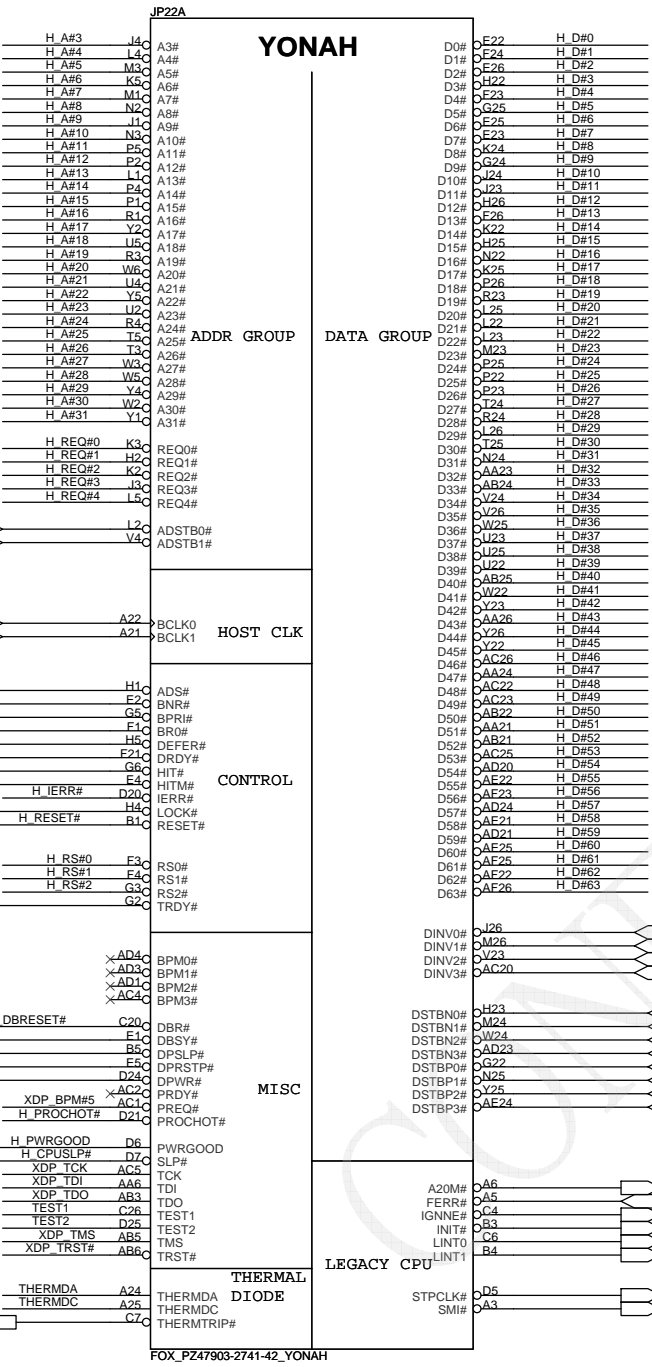 JP22A
YONAH
H_A#3 J4 A3#
H_A#4 L4 A4#
H_A#5 M3 A5#
H_A#6 K5 A6#
H_A#7 M1 A7#
H_A#8 N2 A8#
H_A#9 J1 A9#
H_A#10 N3 A10#
H_A#11 P5 A11#
H_A#12 P2 A12#
H_A#13 L1 A13#
H_A#14 P4 A14#
H_A#15 P1 A15#
H_A#16 R1 A16#
H_A#17 Y2 A17#
H_A#18 U5 A18#
H_A#19 R3 A19#
H_A#20 W6 A20#
H_A#21 U4 A21#
H_A#22 Y5 A22#
H_A#23 U2 A23#
H_A#24 R4 A24#
H_A#25 T5 A25#
H_A#26 T3 A26#
H_A#27 W3 A27#
H_A#28 W5 A28#
H_A#29 Y4 A29#
H_A#30 W2 A30#
H_A#31 Y1 A31#
ADDR GROUP
H_REQ#0 K3 REQ0#
H_REQ#1 H2 REQ1#
H_REQ#2 K2 REQ2#
H_REQ#3 J3 REQ3#
H_REQ#4 L5 REQ4#
L2 ADSTB0#
V4 ADSTB1#
A22 BCLK0
A21 BCLK1
HOST CLK
H1 ADS#
E2 BNR#
G5 BPRI#
F1 BR0#
H5 DEFER#
F21 DRDY#
G6 HIT#
E4 HITM#
H_IERR# D20 IERR#
H4 LOCK#
H_RESET# B1 RESET#
CONTROL
H_RS#0 F3 RS0#
H_RS#1 F4 RS1#
H_RS#2 G3 RS2#
G2 TRDY#
AD4 BPM0#
AD3 BPM1#
AD1 BPM2#
AC4 BPM3#
DBRESET# C20 DBR#
E1 DBSY#
B5 DPSLP#
E5 DPRSTP#
D24 DPWR#
AC2 PRDY#
XDP_BPM#5 AC1 PREQ#
H_PROCHOT# D21 PROCHOT#
MISC
H_PWRGOOD D6 PWRGOOD
H_CPUSLP# D7 SLP#
XDP_TCK AC5 TCK
XDP_TDI AA6 TDI
XDP_TDO AB3 TDO
TEST1 C26 TEST1
TEST2 D25 TEST2
XDP_TMS AB5 TMS
XDP_TRST# AB6 TRST#
THERMAL
DIODE
THERMDA A24 THERMDA
THERMDC A25 THERMDC
C7 THERMTRIP#
D0# E22 H_D#0
D1# F24 H_D#1
D2# E26 H_D#2
D3# H22 H_D#3
D4# F23 H_D#4
D5# G25 H_D#5
D6# E25 H_D#6
D7# E23 H_D#7
D8# K24 H_D#8
D9# G24 H_D#9
D10# J24 H_D#10
D11# J23 H_D#11
D12# H26 H_D#12
D13# F26 H_D#13
D14# K22 H_D#14
D15# H25 H_D#15
D16# N22 H_D#16
D17# K25 H_D#17
D18# P26 H_D#18
D19# R23 H_D#19
D20# L25 H_D#20
D21# L22 H_D#21
D22# L23 H_D#22
D23# M23 H_D#23
D24# P25 H_D#24
D25# P22 H_D#25
D26# P23 H_D#26
D27# T24 H_D#27
D28# R24 H_D#28
D29# L26 H_D#29
D30# T25 H_D#30
D31# N24 H_D#31
D32# AA23 H_D#32
D33# AB24 H_D#33
D34# V24 H_D#34
D35# V26 H_D#35
D36# W25 H_D#36
D37# U23 H_D#37
D38# U25 H_D#38
D39# U22 H_D#39
D40# AB25 H_D#40
D41# W22 H_D#41
D42# Y23 H_D#42
D43# AA26 H_D#43
D44# Y26 H_D#44
D45# Y22 H_D#45
D46# AC26 H_D#46
D47# AA24 H_D#47
D48# AC22 H_D#48
D49# AC23 H_D#49
D50# AB22 H_D#50
D51# AA21 H_D#51
D52# AB21 H_D#52
D53# AC25 H_D#53
D54# AD20 H_D#54
D55# AE22 H_D#55
D56# AF23 H_D#56
D57# AD24 H_D#57
D58# AE21 H_D#58
D59# AD21 H_D#59
D60# AE25 H_D#60
D61# AF25 H_D#61
D62# AF22 H_D#62
D63# AF26 H_D#63
DATA GROUP
DINV0# J26
DINV1# M26
DINV2# V23
DINV3# AC20
DSTBN0# H23
DSTBN1# M24
DSTBN2# W24
DSTBN3# AD23
DSTBP0# G22
DSTBP1# N25
DSTBP2# Y25
DSTBP3# AE24
A20M# A6
FERR# A5
IGNNE# C4
INIT# B3
LINT0 C6
LINT1 B4
LEGACY CPU
STPCLK# D5
SMI# A3
FOX_PZ47903-2741-42_YONAH